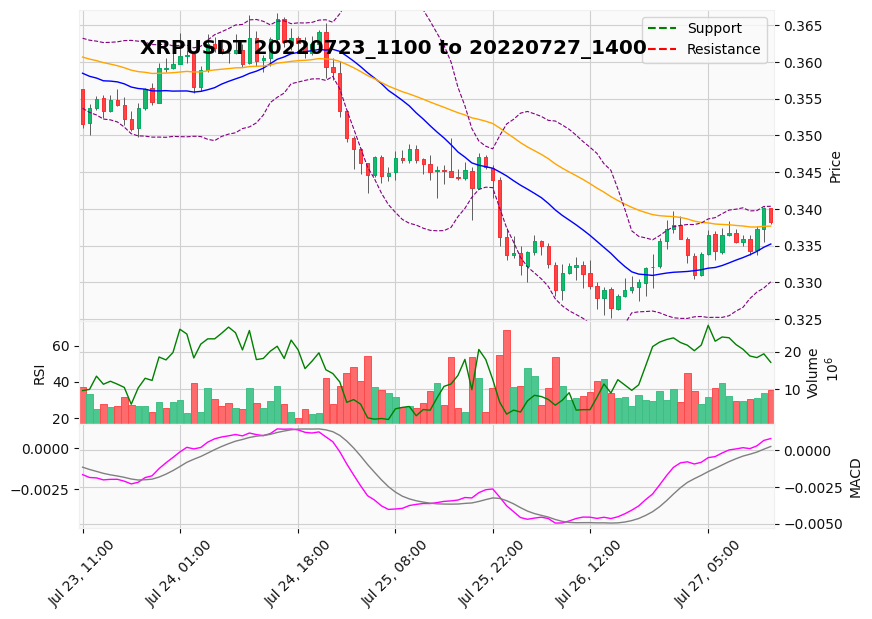 XRPUSDT 20220723_1100 to 20220727_1400
Support
Resistance
0.365
0.360
0.355
0.350
0.345
0.340
0.335
0.330
0.325
Price
60
40
20
RSI
20
10
Volume
10^6
0.0000
−0.0025
0.0000
−0.0025
−0.0050
MACD
Jul 23, 11:00
Jul 24, 01:00
Jul 24, 18:00
Jul 25, 08:00
Jul 25, 22:00
Jul 26, 12:00
Jul 27, 05:00